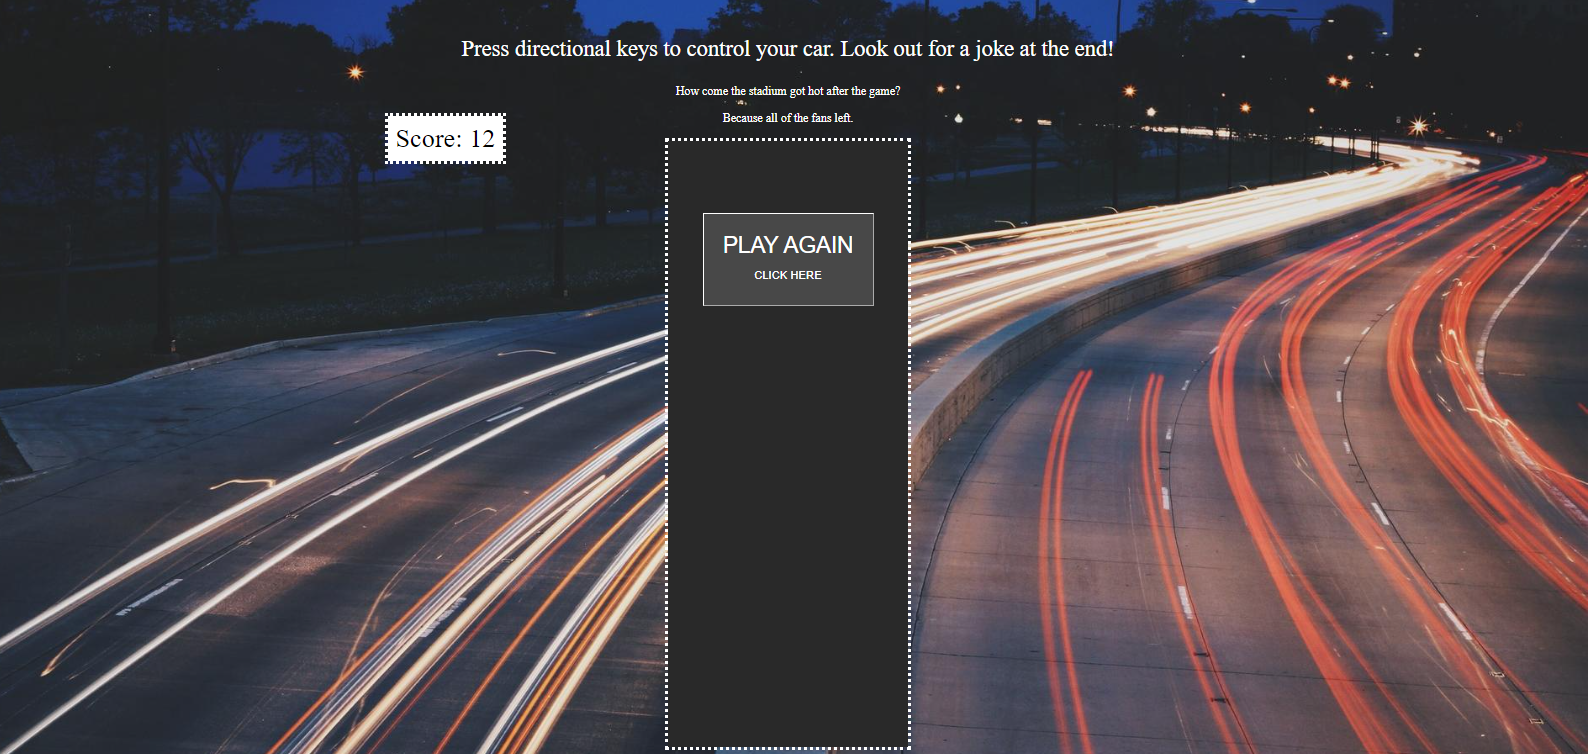 Press directional keys to control your car. Look out for a joke at the end!
How come the stadium got hot after the game?
Because all of the fans left.
Score: 12
PLAY AGAIN
CLICK HERE